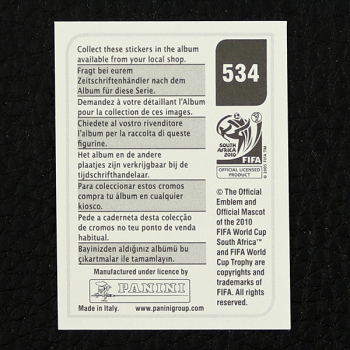 Collect these stickers in the album
available from your local shop.
Fragt bei eurem
Zeitschriftenhändler nach dem
Album für diese Serie.
Demandez à votre détaillant l'Album
pour la collection de ces images.
Chiedete al vostro rivenditore
l'album per la raccolta di queste
figurine.
Het album en de andere
plaatjes zijn verkrijgbaar bij de
tijdschrifthandelaar.
Para coleccionar estos cromos
compra tu álbum en cualquier
kiosco.
Pede a caderneta desta colecção
de cromos no teu ponto de venda
habitual.
Bayinizden aldiğiniz albümü bu
çikartmalar ile tamamlayin.
Manufactured under licence by
PANINI
Made in Italy. www.paninigroup.com
534
SOUTH AFRICA
2010
FIFA
OFFICIAL LICENSED
PRODUCT
© The Official
Emblem and
Official Mascot
of the 2010
FIFA World Cup
South Africa™
and FIFA World
Cup Trophy are
copyrights and
trademarks of
FIFA. All rights
reserved.